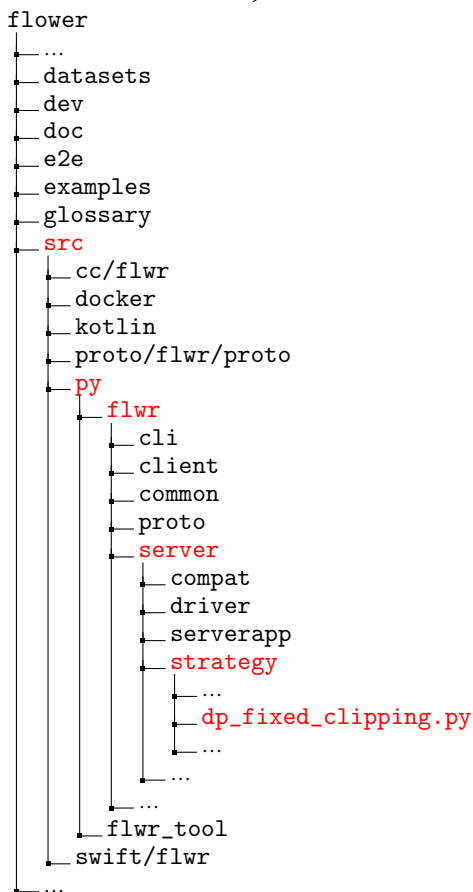 flower
...
datasets
dev
doc
e2e
examples
glossary
src
cc/flwr
docker
kotlin
proto/flwr/proto
py
flwr
cli
client
common
proto
server
compat
driver
serverapp
strategy
...
dp_fixed_clipping.py
...
...
...
flwr_tool
swift/flwr
...